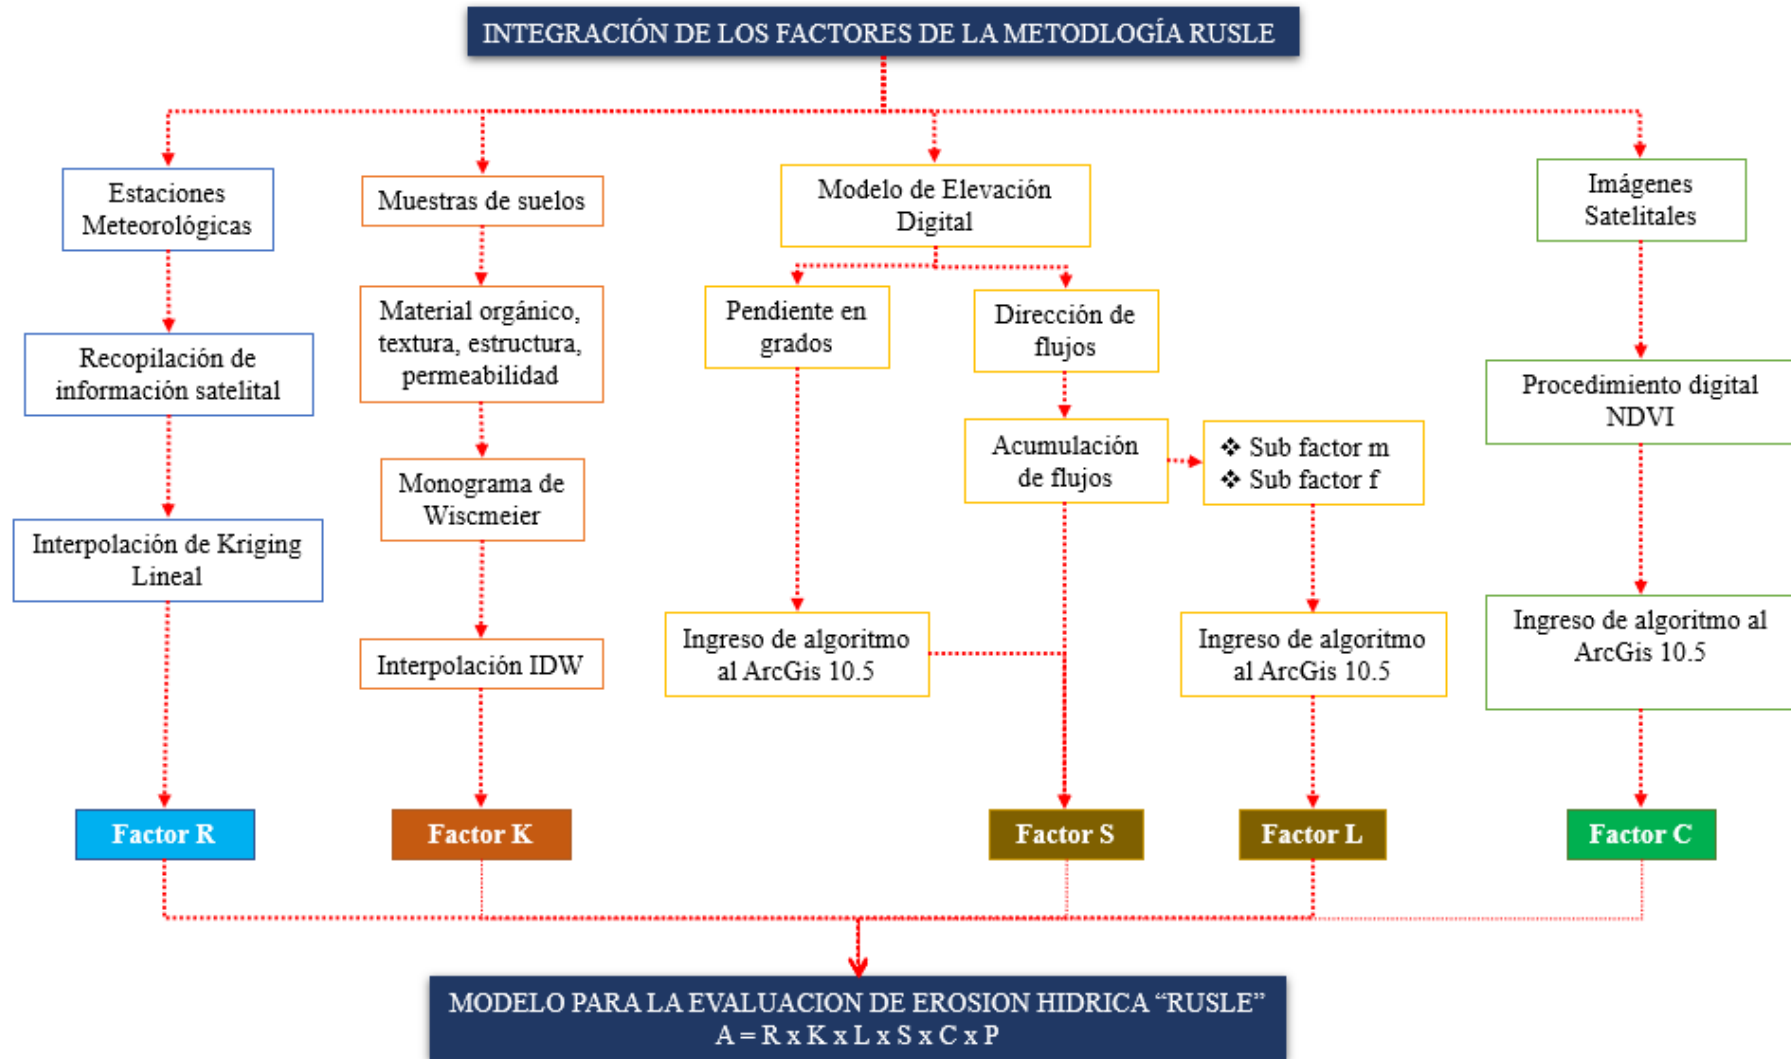 INTEGRACIÓN DE LOS FACTORES DE LA METODLOGÍA RUSLE
Estaciones
Meteorológicas
Recopilación de
información satelital
Interpolación de Kriging
Lineal
Factor R
Muestras de suelos
Material orgánico,
textura, estructura,
permeabilidad
Monograma de
Wiscmeier
Interpolación IDW
Factor K
Modelo de Elevación
Digital
Pendiente en
grados
Ingreso de algoritmo
al ArcGis 10.5
Dirección de
flujos
Acumulación
de flujos
Factor S
❖ Sub factor m
❖ Sub factor f
Ingreso de algoritmo
al ArcGis 10.5
Factor L
Imágenes
Satelitales
Procedimiento digital
NDVI
Ingreso de algoritmo al
ArcGis 10.5
Factor C
MODELO PARA LA EVALUACION DE EROSION HIDRICA “RUSLE”
A = R x K x L x S x C x P